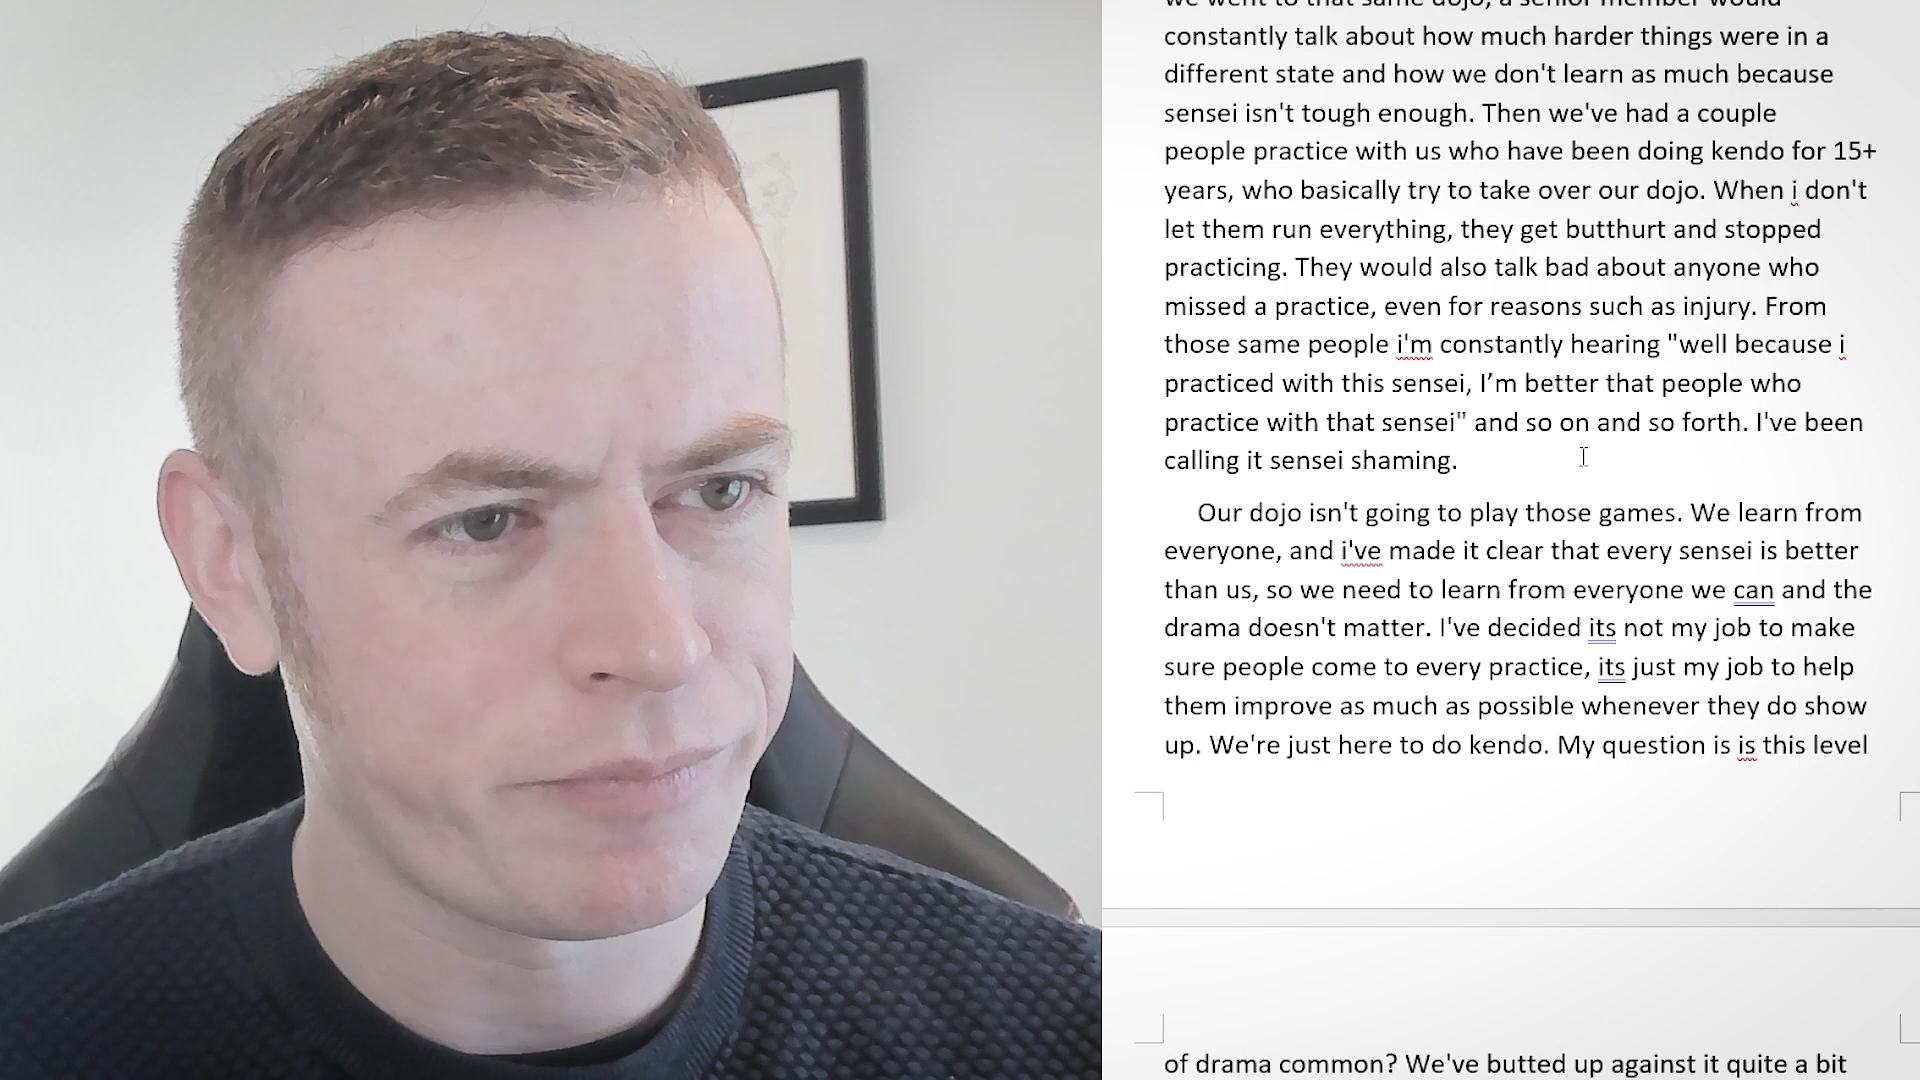 we went to that same dojo, a senior member would
constantly talk about how much harder things were in a
different state and how we don't learn as much because
sensei isn't tough enough. Then we've had a couple
people practice with us who have been doing kendo for 15+
years, who basically try to take over our dojo. When i don't
let them run everything, they get butthurt and stopped
practicing. They would also talk bad about anyone who
missed a practice, even for reasons such as injury. From
those same people i'm constantly hearing "well because i
practiced with this sensei, I’m better that people who
practice with that sensei" and so on and so forth. I've been
calling it sensei shaming.
Our dojo isn't going to play those games. We learn from
everyone, and i've made it clear that every sensei is better
than us, so we need to learn from everyone we can and the
drama doesn't matter. I've decided its not my job to make
sure people come to every practice, its just my job to help
them improve as much as possible whenever they do show
up. We're just here to do kendo. My question is is this level
of drama common? We've butted up against it quite a bit